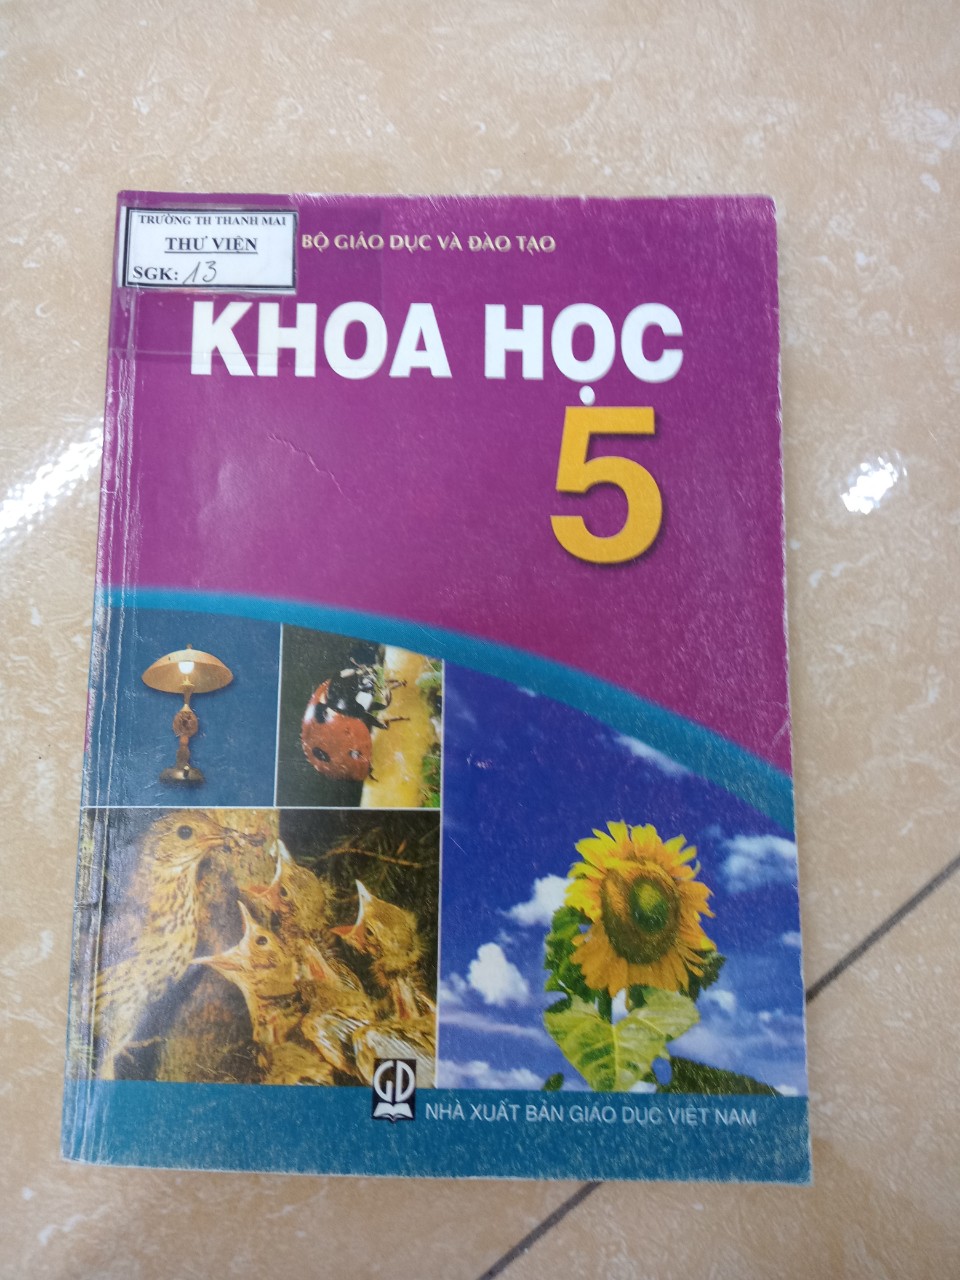 TRƯỜNG TH THANH MAI
THƯ VIỆN
SGK: 13
BỘ GIÁO DỤC VÀ ĐÀO TẠO
KHOA HỌC
5
GD
NHÀ XUẤT BẢN GIÁO DỤC VIỆT NAM